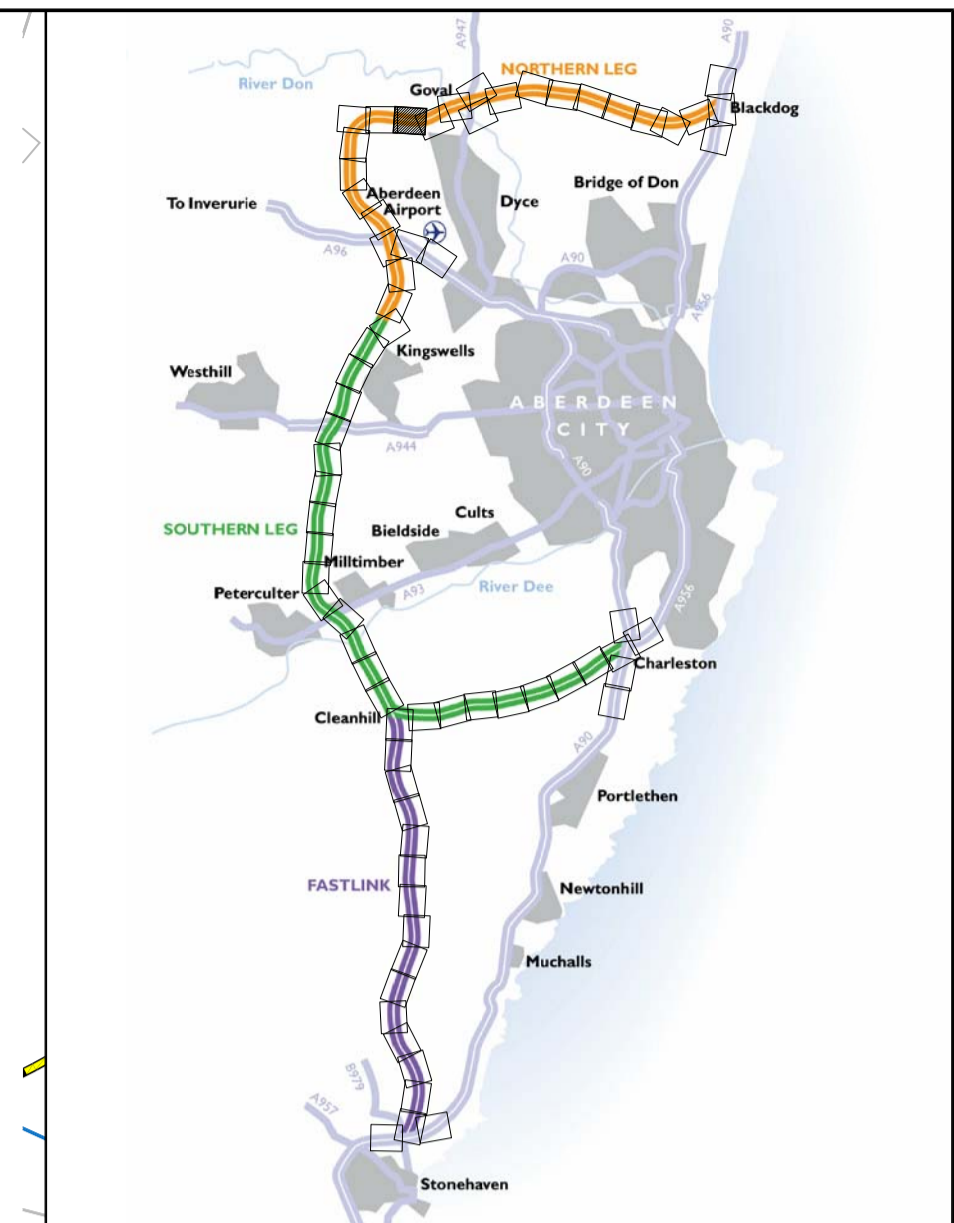 A947
A90
NORTHERN LEG
River Don
Goval
Blackdog
Bridge of Don
Aberdeen
Airport
To Inverurie
Dyce
A96
A90
A956
Kingswells
Westhill
ABERDEEN
CITY
A944
A90
Cults
SOUTHERN LEG
Bieldside
Milltimber
Peterculter
A93
River Dee
A956
Charleston
Cleanhill
A90
Portlethen
FASTLINK
Newtonhill
Muchalls
B979
A957
Stonehaven